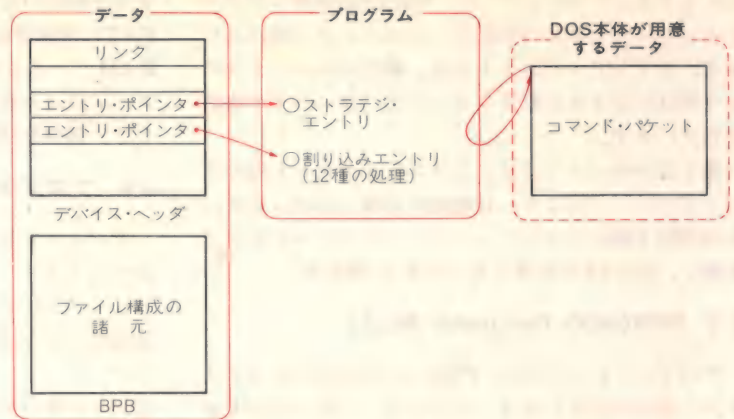 データ
リンク
エントリ・ポインタ
エントリ・ポインタ
デバイス・ヘッダ
ファイル構成の
諸　元
BPB
プログラム
○ストラテジ・
エントリ
○割り込みエントリ
(12種の処理)
DOS本体が用意
するデータ
コマンド・パケット